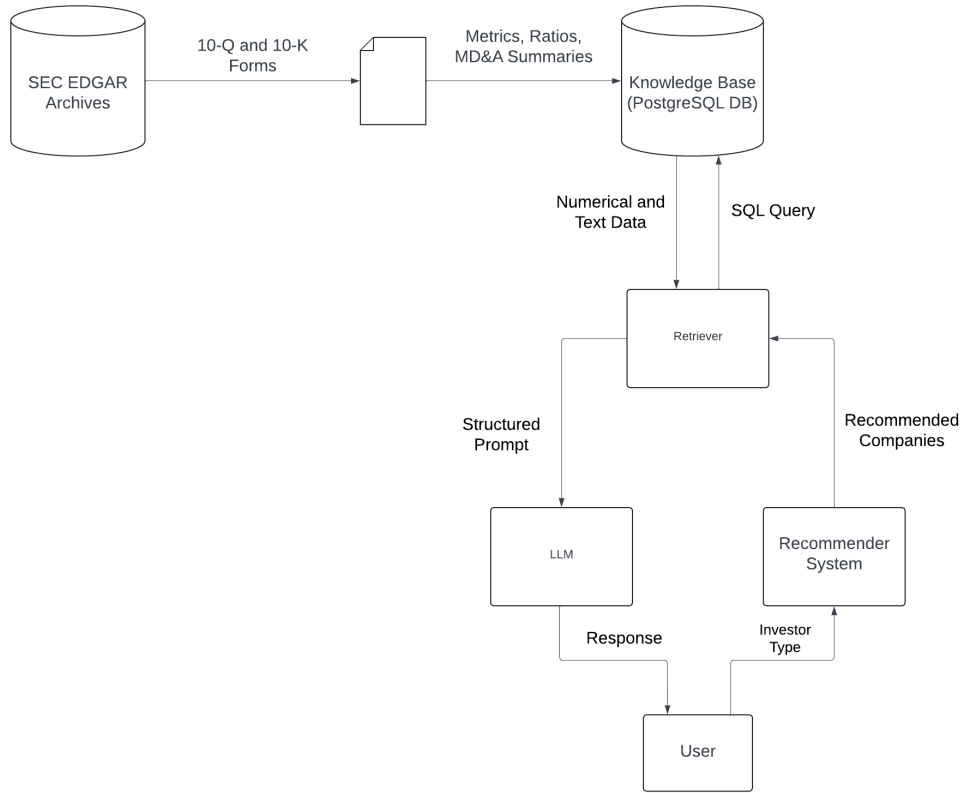 10-Q and 10-K
Forms
Metrics, Ratios,
MD&A Summaries
SEC EDGAR
Archives
Knowledge Base
(PostgreSQL DB)
Numerical and
Text Data
SQL Query
Retriever
Structured
Prompt
Recommended
Companies
LLM
Recommender
System
Response
Investor
Type
User